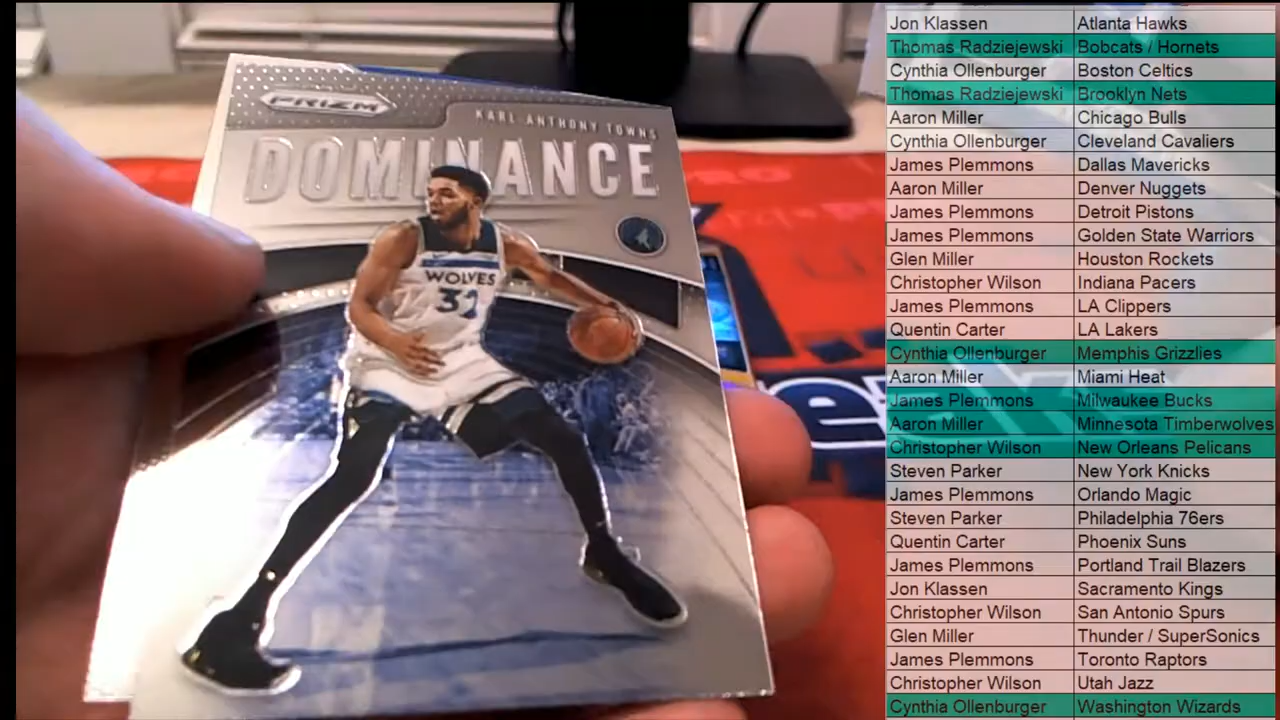 PRIZM
KARL-ANTHONY TOWNS
DOMINANCE
WOLVES
32
Jon Klassen Atlanta Hawks
Thomas Radziejewski Bobcats / Hornets
Cynthia Ollenburger Boston Celtics
Thomas Radziejewski Brooklyn Nets
Aaron Miller Chicago Bulls
Cynthia Ollenburger Cleveland Cavaliers
James Plemmons Dallas Mavericks
Aaron Miller Denver Nuggets
James Plemmons Detroit Pistons
James Plemmons Golden State Warriors
Glen Miller Houston Rockets
Christopher Wilson Indiana Pacers
James Plemmons LA Clippers
Quentin Carter LA Lakers
Cynthia Ollenburger Memphis Grizzlies
Aaron Miller Miami Heat
James Plemmons Milwaukee Bucks
Aaron Miller Minnesota Timberwolves
Christopher Wilson New Orleans Pelicans
Steven Parker New York Knicks
James Plemmons Orlando Magic
Steven Parker Philadelphia 76ers
Quentin Carter Phoenix Suns
James Plemmons Portland Trail Blazers
Jon Klassen Sacramento Kings
Christopher Wilson San Antonio Spurs
Glen Miller Thunder / SuperSonics
James Plemmons Toronto Raptors
Christopher Wilson Utah Jazz
Cynthia Ollenburger Washington Wizards